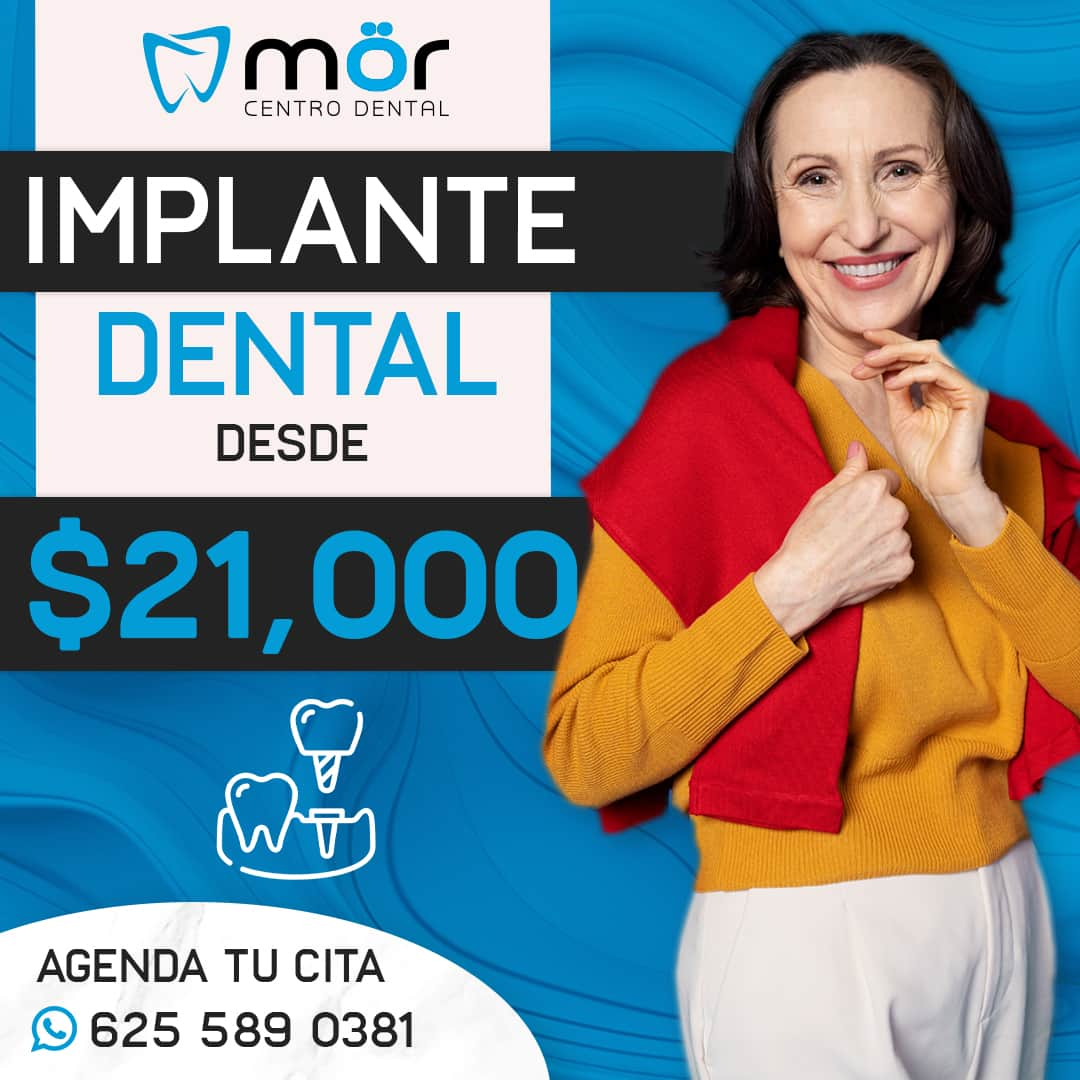 mör
CENTRO DENTAL
IMPLANTE
DENTAL
DESDE
$21,000
AGENDA TU CITA
625 589 0381